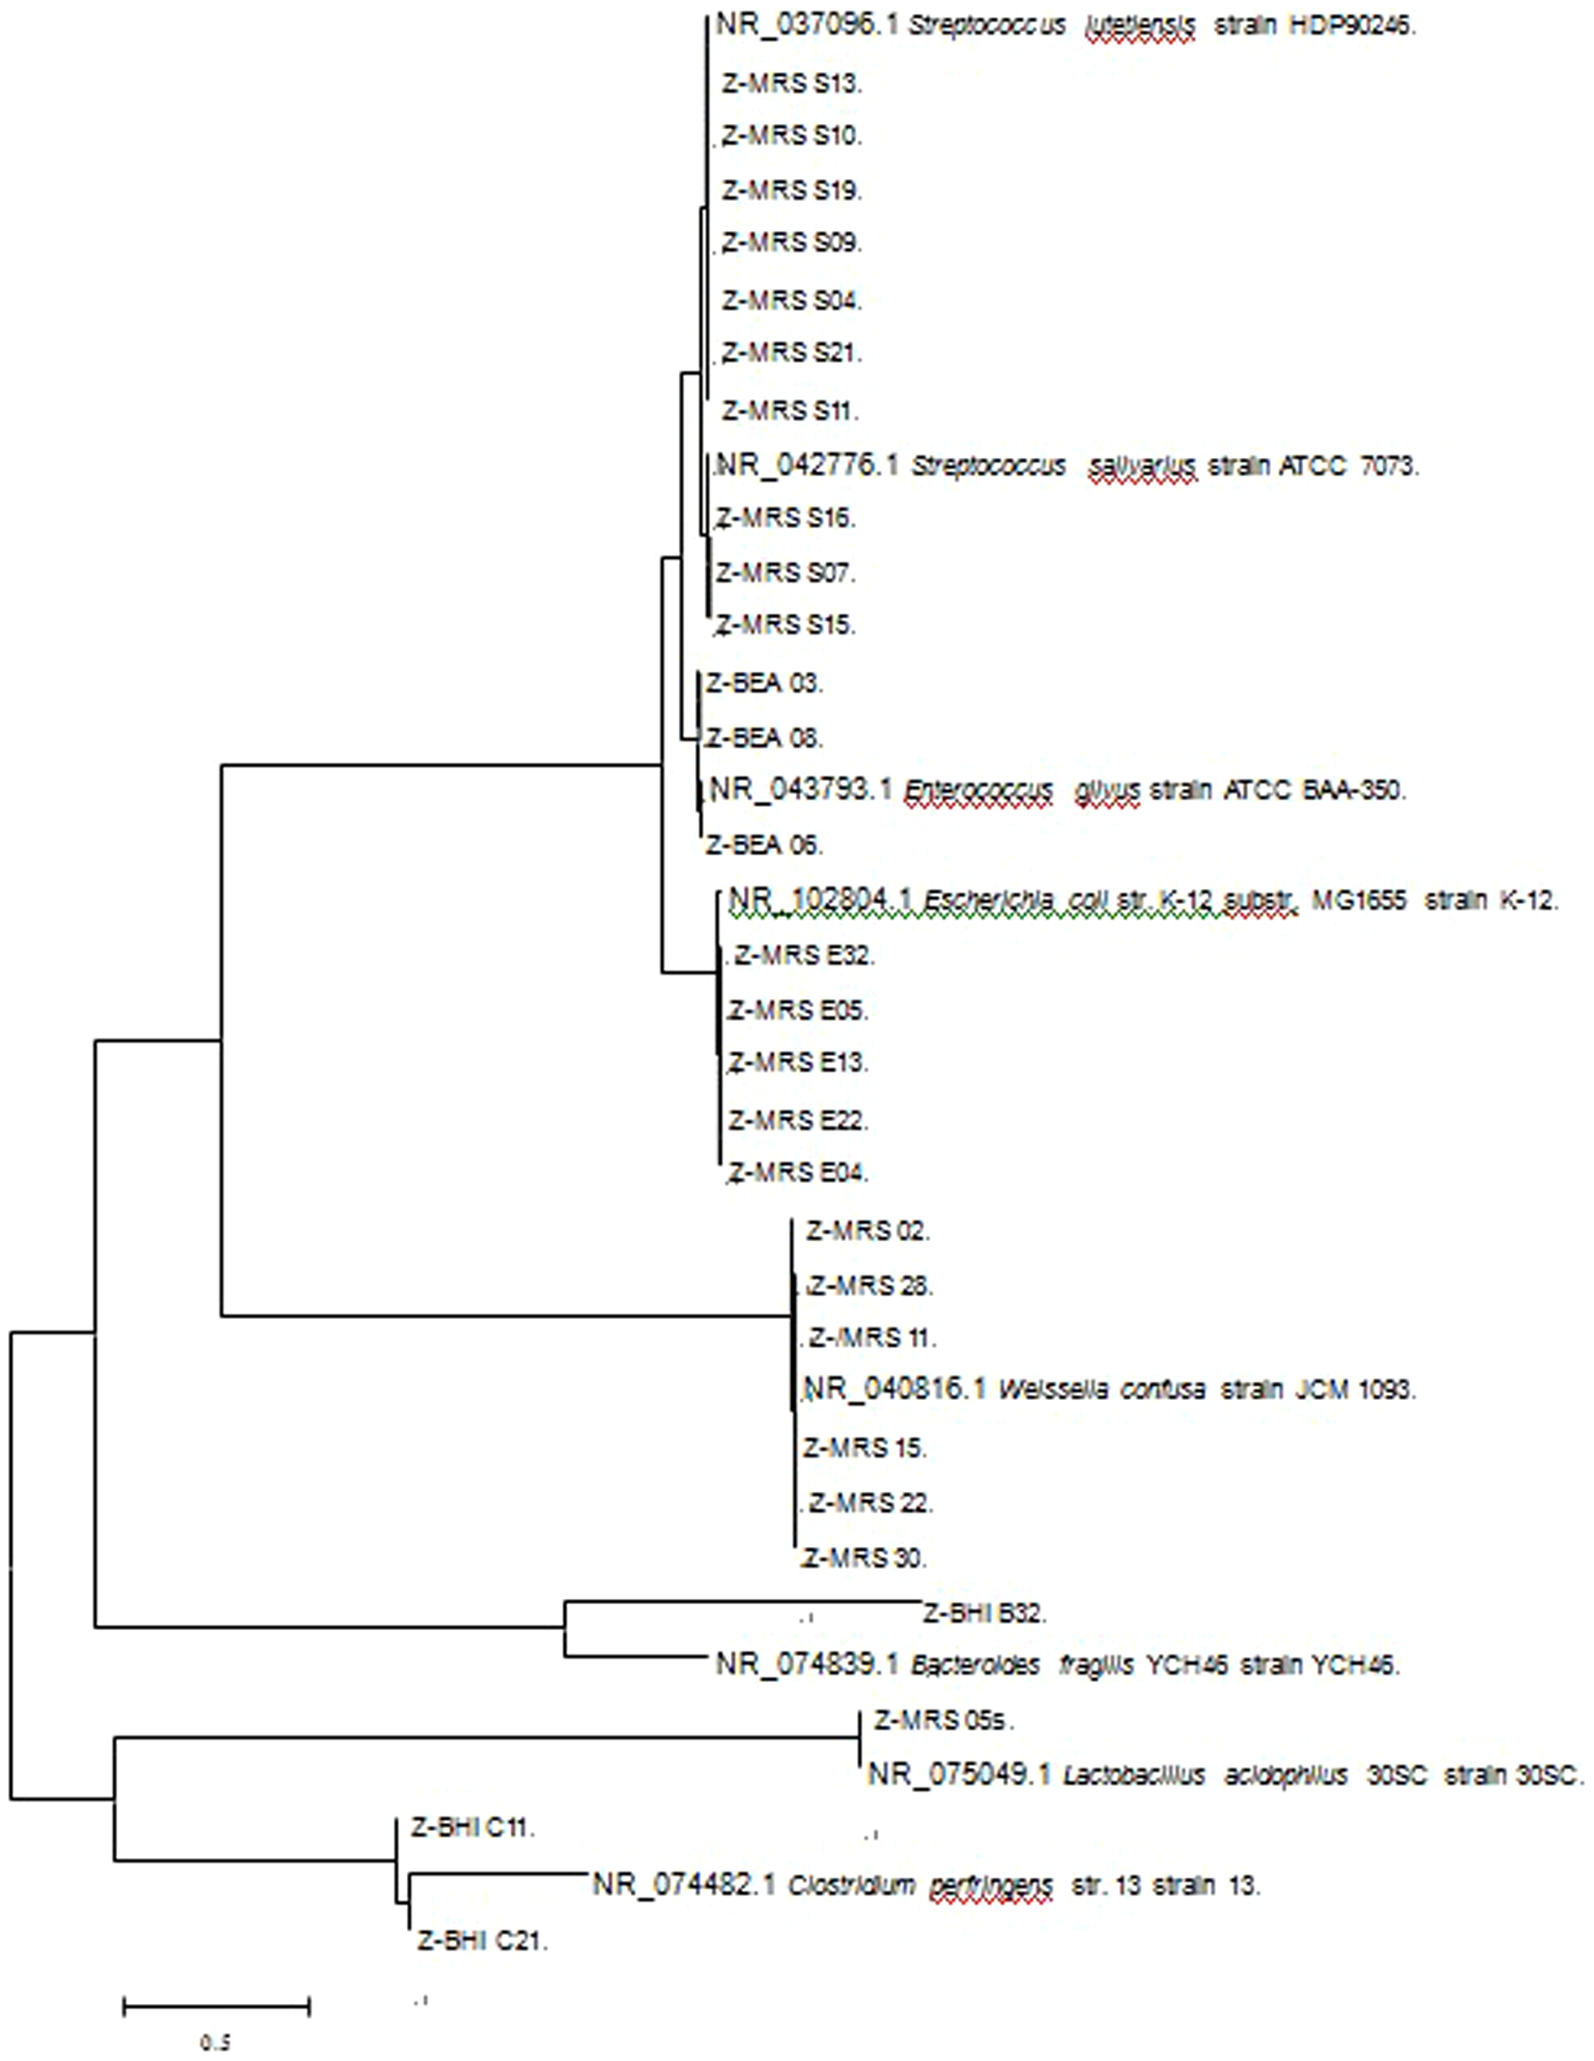 NR_037096.1 Streptococcus lutetiensis strain HDP90246.
Z-MRS S13.
Z-MRS S10.
Z-MRS S19.
Z-MRS S09.
Z-MRS S04.
Z-MRS S21.
Z-MRS S11.
NR_042776.1 Streptococcus salivarius strain ATCC 7073.
Z-MRS S16.
Z-MRS S07.
Z-MRS S15.
Z-BEA 03.
Z-BEA 08.
NR_043793.1 Enterococcus gilvus strain ATCC BAA-350.
Z-BEA 06.
NR_102804.1 Escherichia coli str. K-12 substr. MG1655 strain K-12.
Z-MRS E32.
Z-MRS E05.
Z-MRS E13.
Z-MRS E22.
Z-MRS E04.
Z-MRS 02.
Z-MRS 28.
Z-/MRS 11.
NR_040816.1 Weissella confusa strain JCM 1093.
Z-MRS 15.
Z-MRS 22.
Z-MRS 30.
Z-BHI B32.
NR_074839.1 Bacteroides fragilis YCH46 strain YCH46.
Z-MRS 05s.
NR_075049.1 Lactobacillus acidophilus 30SC strain 30SC.
Z-BHI C11.
NR_074482.1 Clostridium perfringens str. 13 strain 13.
Z-BHI C21.
0.5